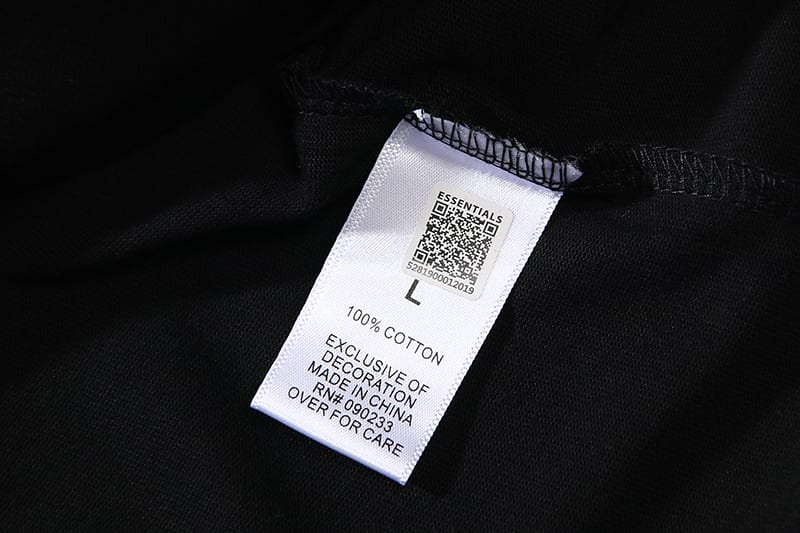 ESSENTIALS
5281900012019
L
100% COTTON
EXCLUSIVE OF
DECORATION
MADE IN CHINA
RN# 090233
OVER FOR CARE